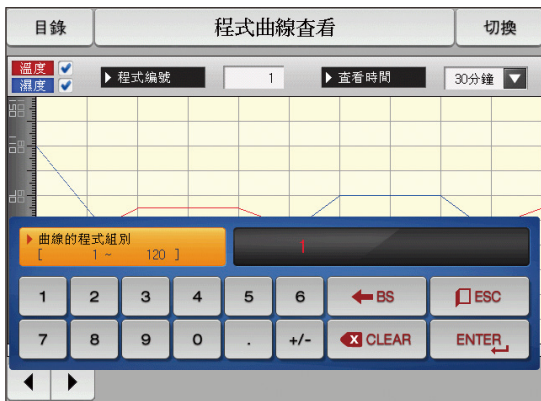 目錄
程式曲線查看
切換
溫度
濕度
程式編號
1
查看時間
30分鐘
曲線的程式組別
[ 1 ~ 120 ]
1
1 2 3 4 5 6 BS ESC
7 8 9 0 . +/- X CLEAR ENTER